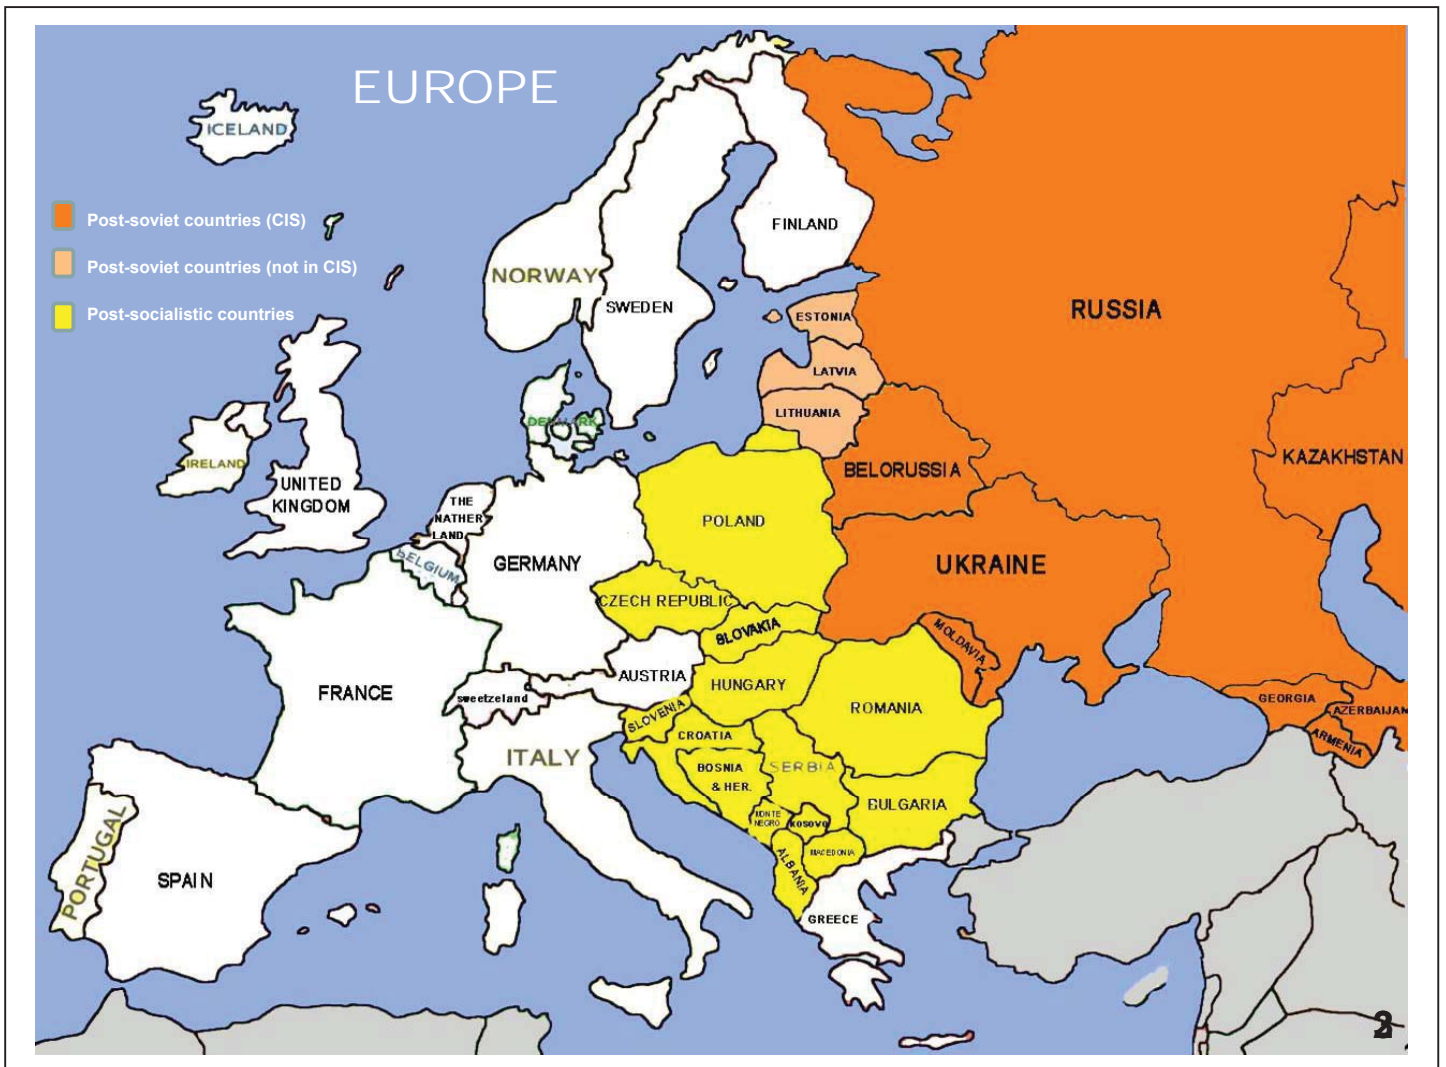 EUROPE
ICELAND
Post-soviet countries (CIS)
Post-soviet countries (not in CIS)
Post-socialistic countries
FINLAND
NORWAY
SWEDEN
RUSSIA
ESTONIA
LATVIA
LITHUANIA
DENMARK
IRELAND
UNITED
KINGDOM
THE
NATHER
LAND
BELGIUM
GERMANY
POLAND
BELORUSSIA
KAZAKHSTAN
UKRAINE
CZECH REPUBLIC
SLOVAKIA
MOLDAVIA
FRANCE
sweetzeland
AUSTRIA
HUNGARY
ROMANIA
GEORGIA
AZERBAIJAN
ARMENIA
SLOVENIA
CROATIA
ITALY
BOSNIA
& HER.
SERBIA
BULGARIA
MONTE
NEGRO
KOSOVO
MACEDONIA
ALBANIA
PORTUGAL
SPAIN
GREECE